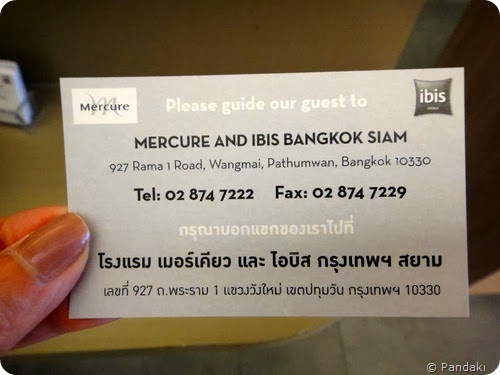 Mercure
Please guide our guest to
ibis
HOTELS
MERCURE AND IBIS BANGKOK SIAM
927 Rama 1 Road, Wangmai, Pathumwan, Bangkok 10330
Tel: 02 874 7222 Fax: 02 874 7229
กรุณาบอกแขกของเราไปที่
โรงแรม เมอร์เคียว และ ไอบิส กรุงเทพฯ สยาม
เลขที่ 927 ถ.พระราม 1 แขวงวังใหม่ เขตปทุมวัน กรุงเทพฯ 10330
© Pandaki